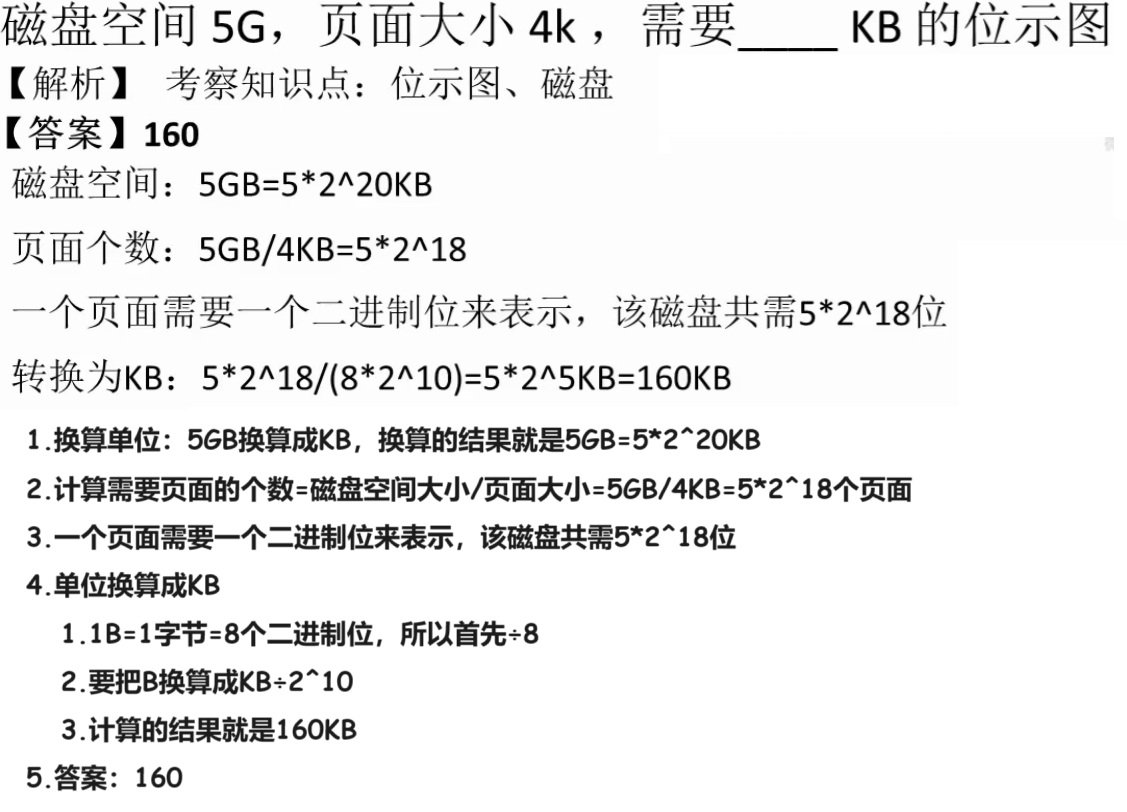 磁盘空间 5G，页面大小 4k ，需要____ KB 的位示图
【解析】 考察知识点：位示图、磁盘
【答案】160
磁盘空间：5GB=5*2^20KB
页面个数：5GB/4KB=5*2^18
一个页面需要一个二进制位来表示，该磁盘共需5*2^18位
转换为KB：5*2^18/(8*2^10)=5*2^5KB=160KB
1.换算单位：5GB换算成KB，换算的结果就是5GB=5*2^20KB
2.计算需要页面的个数=磁盘空间大小/页面大小=5GB/4KB=5*2^18个页面
3.一个页面需要一个二进制位来表示，该磁盘共需5*2^18位
4.单位换算成KB
1.1B=1字节=8个二进制位，所以首先÷8
2.要把B换算成KB÷2^10
3.计算的结果就是160KB
5.答案：160